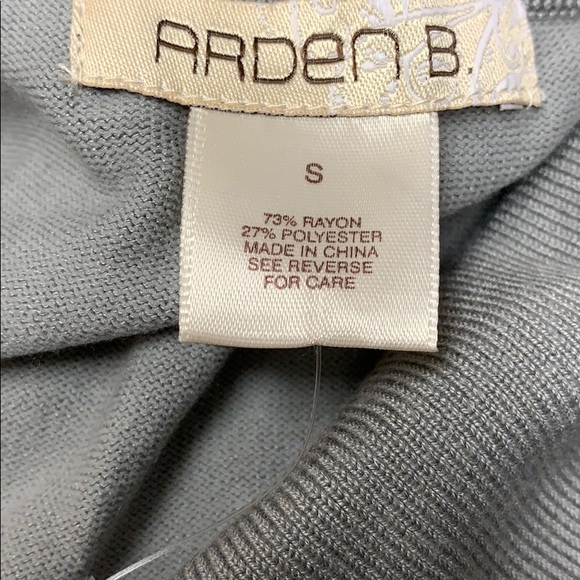 ARDen B.
S
73% RAYON
27% POLYESTER
MADE IN CHINA
SEE REVERSE
FOR CARE